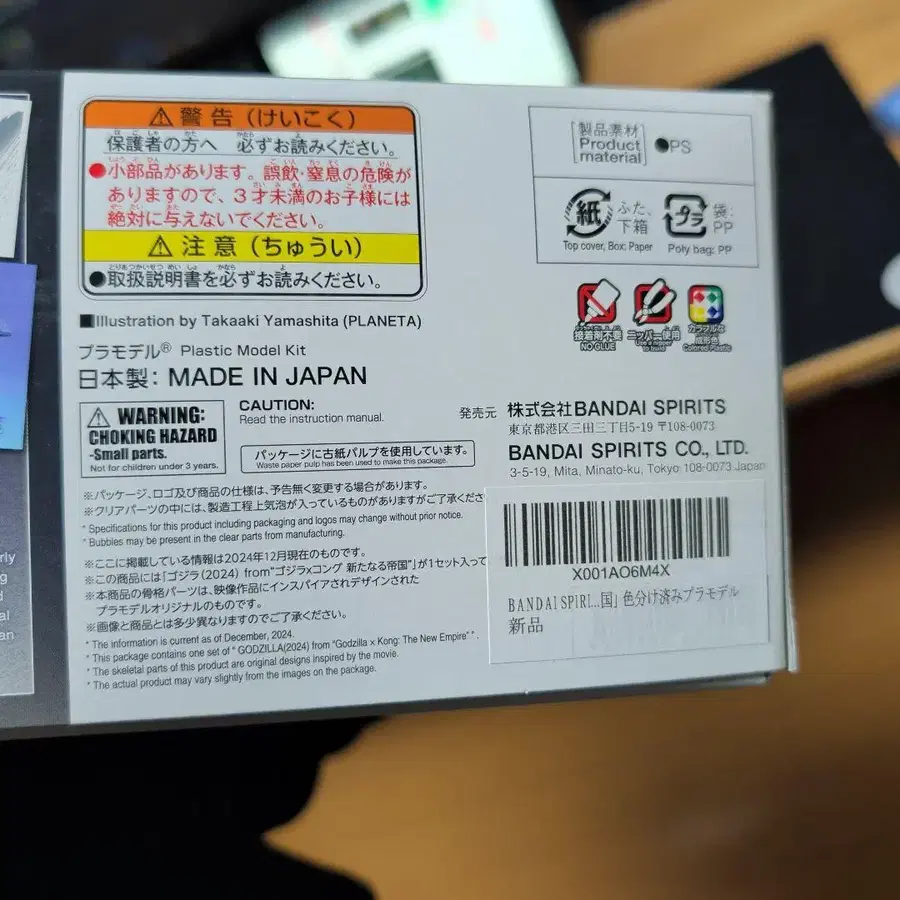 警告（けいこく）
保護者の方へ 必ずお読みください。
●小部品があります。誤飲・窒息の危険が
ありますので、3才未満のお子様には
絶対に与えないでください。
注意（ちゅうい）
●取扱説明書を必ずお読みください。
■Illustration by Takaaki Yamashita (PLANETA)
プラモデル® Plastic Model Kit
日本製：MADE IN JAPAN
WARNING:
CHOKING HAZARD
-Small parts.
Not for children under 3 years.
CAUTION:
Read the instruction manual.
パッケージに古紙パルプを使用しています。
Waste paper pulp has been used to make this package.
※パッケージ、ロゴ及び商品の仕様は、予告無く変更する場合があります。
※クリアパーツの中には、製造工程上気泡が入っているものがありますがご了承くださ
* Specifications for this product including packaging and logos may change without prior notice.
* Bubbles may be present in the clear parts from manufacturing.
※ここに掲載している情報は2024年12月現在のものです。
※この商品には「ゴジラ(2024) from"ゴジラxコング 新たなる帝国"」が1セット入って
※本商品の骨格パーツは、映像作品にインスパイアされデザインされた
プラモデルオリジナルのものです。
※画像と商品とは多少異なりますのでご了承ください。
* The information is current as of December, 2024.
* This package contains one set of " GODZILLA(2024) from "Godzilla x Kong: The New Empire" " .
* The skeletal parts of this product are original designs inspired by the movie.
* The actual product may vary slightly from the images on the package.
製品素材
Product
material
●PS
紙
ふた、
下箱
Top cover, Box: Paper
プラ
袋:
PP
Poly bag: PP
接着剤不要
NO GLUE
ニッパー使用
Use a nipper
to build
カラフルな
成形色
Colored Plastic
発売元 株式会社BANDAI SPIRITS
東京都港区三田三丁目5-19 〒108-0073
BANDAI SPIRITS CO., LTD.
3-5-19, Mita, Minato-ku, Tokyo 108-0073 Japan
X001AO6M4X
BANDAI SPIRI...国」色分け済みプラモデル
新品